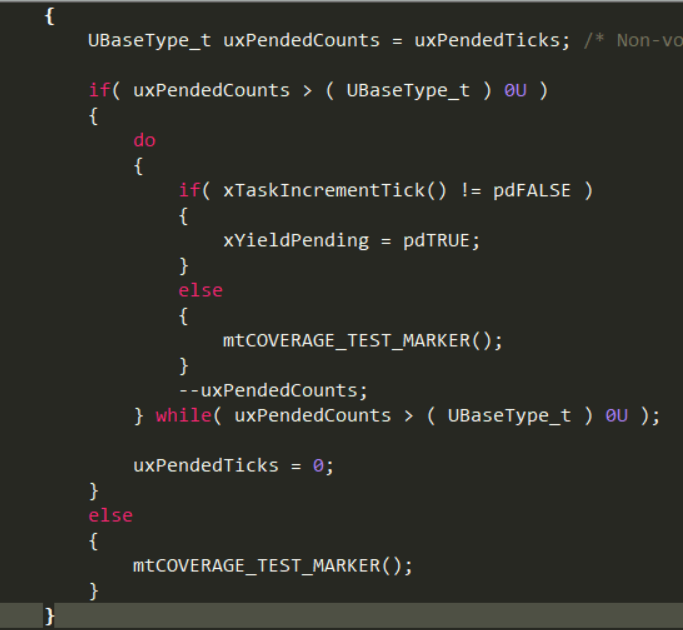 {
UBaseType_t uxPendedCounts = uxPendedTicks; /* Non-vo
if( uxPendedCounts > ( UBaseType_t ) 0U )
{
do
{
if( xTaskIncrementTick() != pdFALSE )
{
xYieldPending = pdTRUE;
}
else
{
mtCOVERAGE_TEST_MARKER();
}
--uxPendedCounts;
} while( uxPendedCounts > ( UBaseType_t ) 0U );
uxPendedTicks = 0;
}
else
{
mtCOVERAGE_TEST_MARKER();
}
}